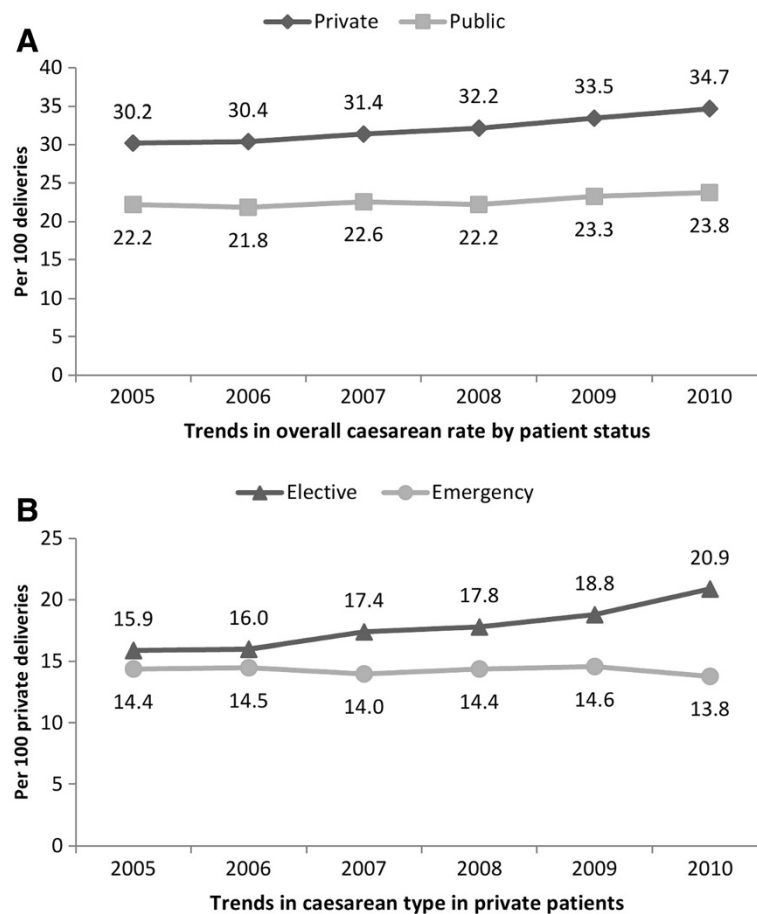 A
Private Public
Per 100 deliveries
40
35
30
25
20
15
10
5
0
30.2 30.4 31.4 32.2 33.5 34.7
22.2 21.8 22.6 22.2 23.3 23.8
2005 2006 2007 2008 2009 2010
Trends in overall caesarean rate by patient status
B
Elective Emergency
Per 100 private deliveries
25
20
15
10
5
0
15.9 16.0 17.4 17.8 18.8 20.9
14.4 14.5 14.0 14.4 14.6 13.8
2005 2006 2007 2008 2009 2010
Trends in caesarean type in private patients